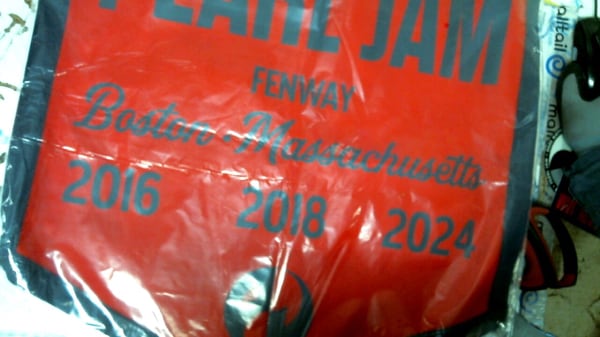 PEARL JAM
FENWAY
Boston · Massachusetts
2016 2018 2024